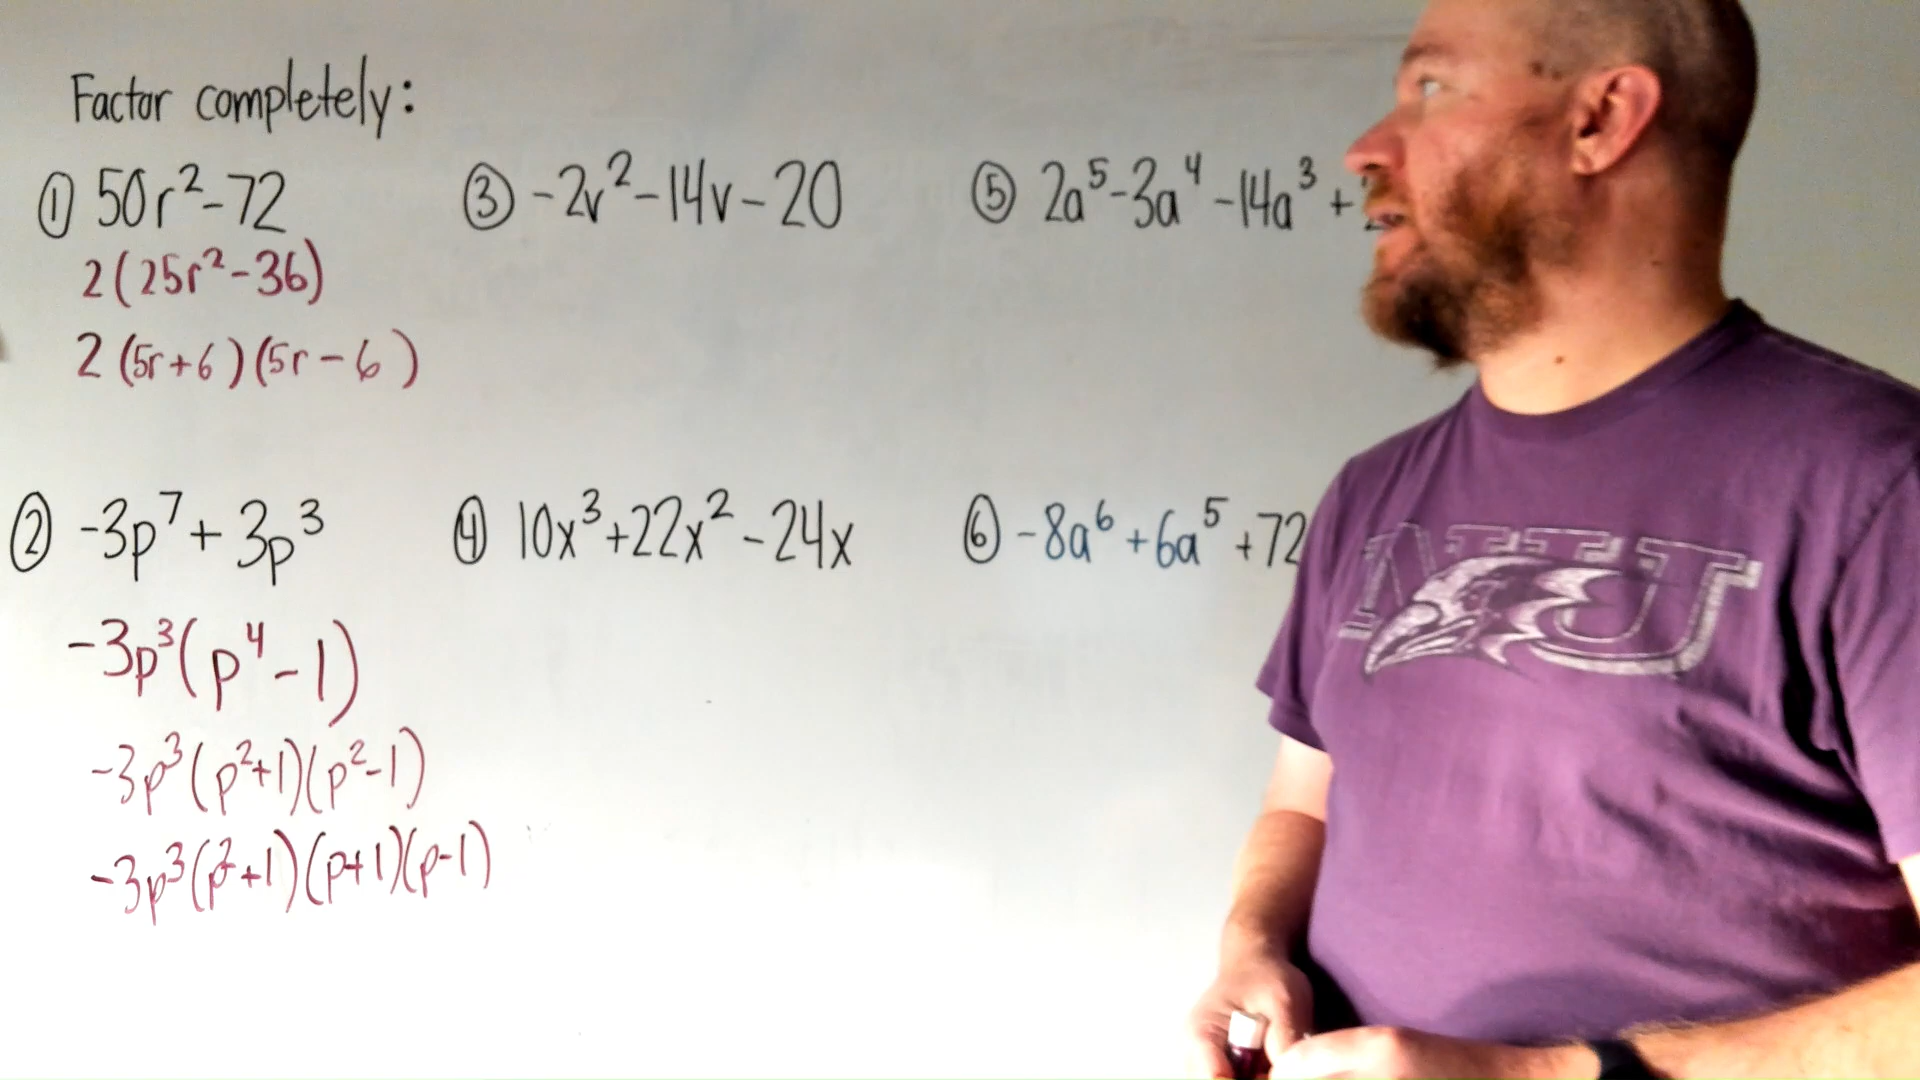 Factor completely:
① 50r²-72
2(25r²-36)
2(5r+6)(5r-6)
② -3p⁷+3p³
-3p³(p⁴-1)
-3p³(p²+1)(p²-1)
-3p³(p²+1)(p+1)(p-1)
③ -2v²-14v-20
④ 10x³+22x²-24x
⑤ 2a⁵-3a⁴-14a³+
⑥ -8a⁶+6a⁵+72